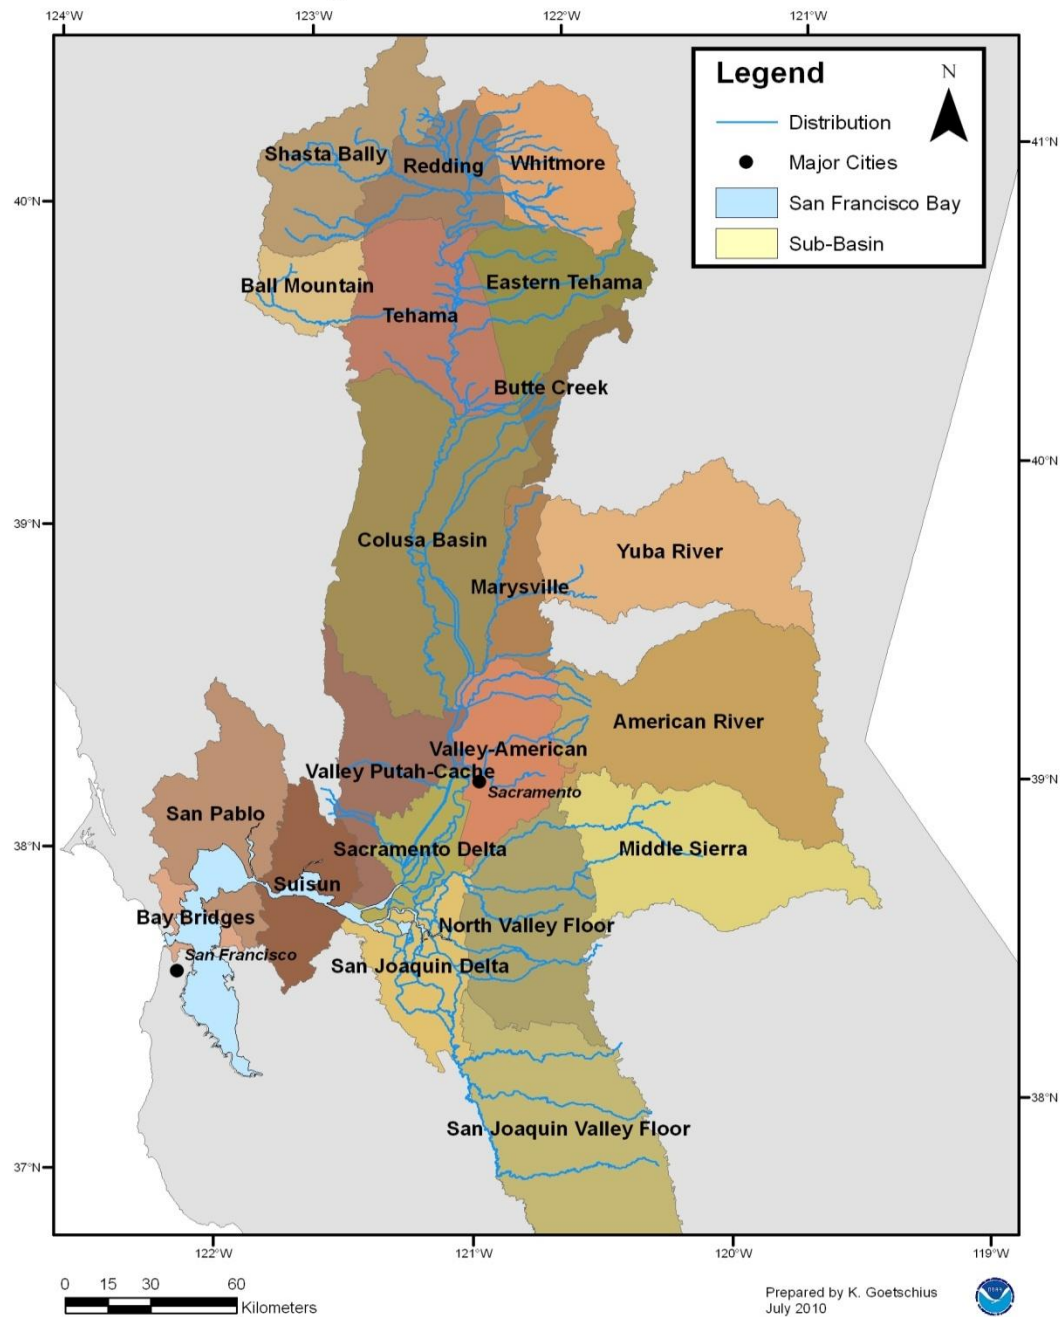 124°W 123°W 122°W 121°W
Legend
N
Distribution
Major Cities
San Francisco Bay
Sub-Basin
41°N
40°N
40°N
39°N
39°N
38°N
38°N
37°N
Shasta Bally
Redding
Whitmore
Ball Mountain
Tehama
Eastern Tehama
Butte Creek
Colusa Basin
Marysville
Yuba River
American River
Valley-American
Valley Putah-Cache
Sacramento
San Pablo
Sacramento Delta
Middle Sierra
Suisun
Bay Bridges
North Valley Floor
San Francisco
San Joaquin Delta
San Joaquin Valley Floor
122°W 121°W 120°W 119°W
0 15 30 60
Kilometers
Prepared by K. Goetschius
July 2010
NOAA